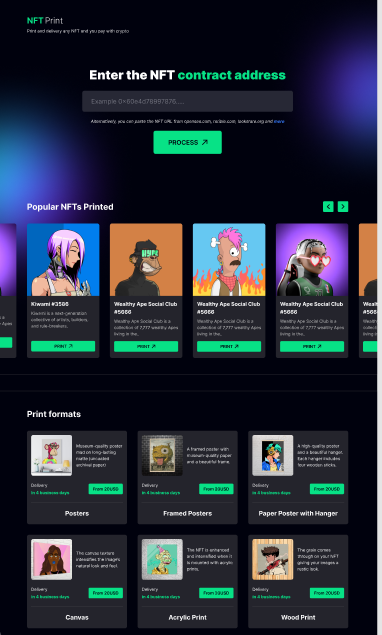 NFT Print
Print and delivery any NFT and you pay with crypto
Enter the NFT contract address
Example 0x60e4d78897876.....
Alternatively, you can paste the NFT URL from opensea.com, rarible.com, looksrare.org and more
PROCESS
Popular NFTs Printed
Kiwami #3586
Kiwami is a next-generation
collective of artists, builders,
and rule-breakers.
PRINT
HYPE
Wealthy Ape Social Club
#5666
Wealthy Ape Social Club is a
collection of 7,777 wealthy Apes
living in the..
PRINT
Wealthy Ape Social Club
#5666
Wealthy Ape Social Club is a
collection of 7,777 wealthy Apes
living in the..
PRINT
Wealthy Ape Social Club
#5666
Wealthy Ape Social Club is a
collection of 7,777 wealthy Apes
living in the..
PRINT
Print formats
Museum-quality poster
mad on long-lasting
matte (uncoated
archival paper)
Delivery
in 4 business days
From 20USD
Posters
A framed poster with
museum-quality paper
and a beautiful frame.
Delivery
in 4 business days
From 30USD
Framed Posters
A high-quality poster
and a beautiful hanger.
Each hanger includes
four wooden sticks.
Delivery
in 4 business days
From 20USD
Paper Poster with Hanger
The canvas texture
intensifies the image's
natural look and feel.
Delivery
in 4 business days
From 20USD
Canvas
The NFT is enhanced
and intensified when it
is mounted with acrylic
prints.
Delivery
in 4 business days
From 30USD
Acrylic Print
The grain comes
through on your NFT
giving your images a
rustic look.
Delivery
in 4 business days
From 20USD
Wood Print